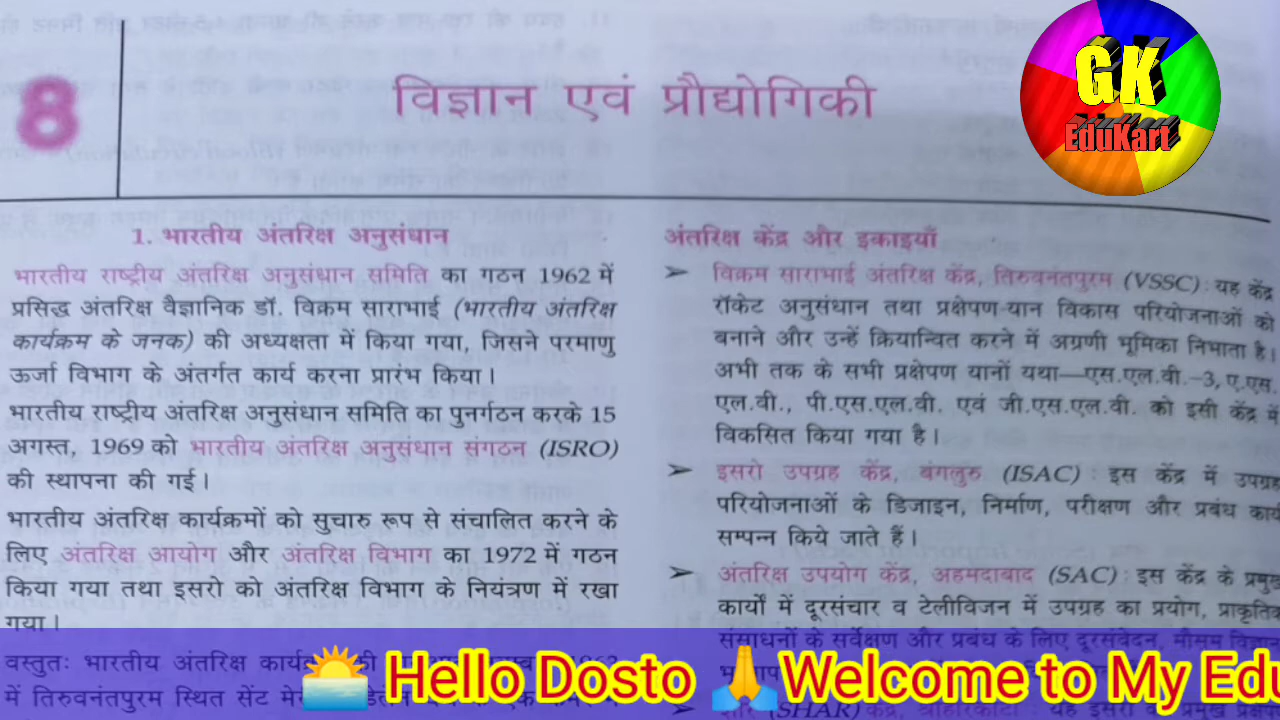 8
विज्ञान एवं प्रौद्योगिकी
GK
EduKart
1. भारतीय अंतरिक्ष अनुसंधान
भारतीय राष्ट्रीय अंतरिक्ष अनुसंधान समिति का गठन 1962 में
प्रसिद्ध अंतरिक्ष वैज्ञानिक डॉ. विक्रम साराभाई (भारतीय अंतरिक्ष
कार्यक्रम के जनक) की अध्यक्षता में किया गया, जिसने परमाणु
ऊर्जा विभाग के अंतर्गत कार्य करना प्रारंभ किया।
भारतीय राष्ट्रीय अंतरिक्ष अनुसंधान समिति का पुनर्गठन करके 15
अगस्त, 1969 को भारतीय अंतरिक्ष अनुसंधान संगठन (ISRO)
की स्थापना की गई।
भारतीय अंतरिक्ष कार्यक्रमों को सुचारु रूप से संचालित करने के
लिए अंतरिक्ष आयोग और अंतरिक्ष विभाग का 1972 में गठन
किया गया तथा इसरो को अंतरिक्ष विभाग के नियंत्रण में रखा
गया।
वस्तुतः भारतीय अंतरिक्ष
में तिरुवनंतपुरम स्थित सेंट
अंतरिक्ष केंद्र और इकाइयाँ
➢ विक्रम साराभाई अंतरिक्ष केंद्र, तिरुवनंतपुरम (VSSC) : यह केंद्र
रॉकेट अनुसंधान तथा प्रक्षेपण-यान विकास परियोजनाओं को
बनाने और उन्हें क्रियान्वित करने में अग्रणी भूमिका निभाता है।
अभी तक के सभी प्रक्षेपण यानों यथा—एस.एल.वी.–3, ए.एस.
एल.वी., पी.एस.एल.वी. एवं जी.एस.एल.वी. को इसी केंद्र में
विकसित किया गया है।
➢ इसरो उपग्रह केंद्र, बंगलुरु (ISAC) : इस केंद्र में उपग्रह
परियोजनाओं के डिजाइन, निर्माण, परीक्षण और प्रबंध कार्य
सम्पन्न किये जाते हैं।
➢ अंतरिक्ष उपयोग केंद्र, अहमदाबाद (SAC) : इस केंद्र के प्रमुख
कार्यों में दूरसंचार व टेलीविजन में उपग्रह का प्रयोग, प्राकृतिक
संसाधनों के सर्वेक्षण और प्रबंध के लिए दूरसंवेदन, मौसम विज्ञान
(SHAR)
🌅 Hello Dosto 🙏Welcome to My Edu